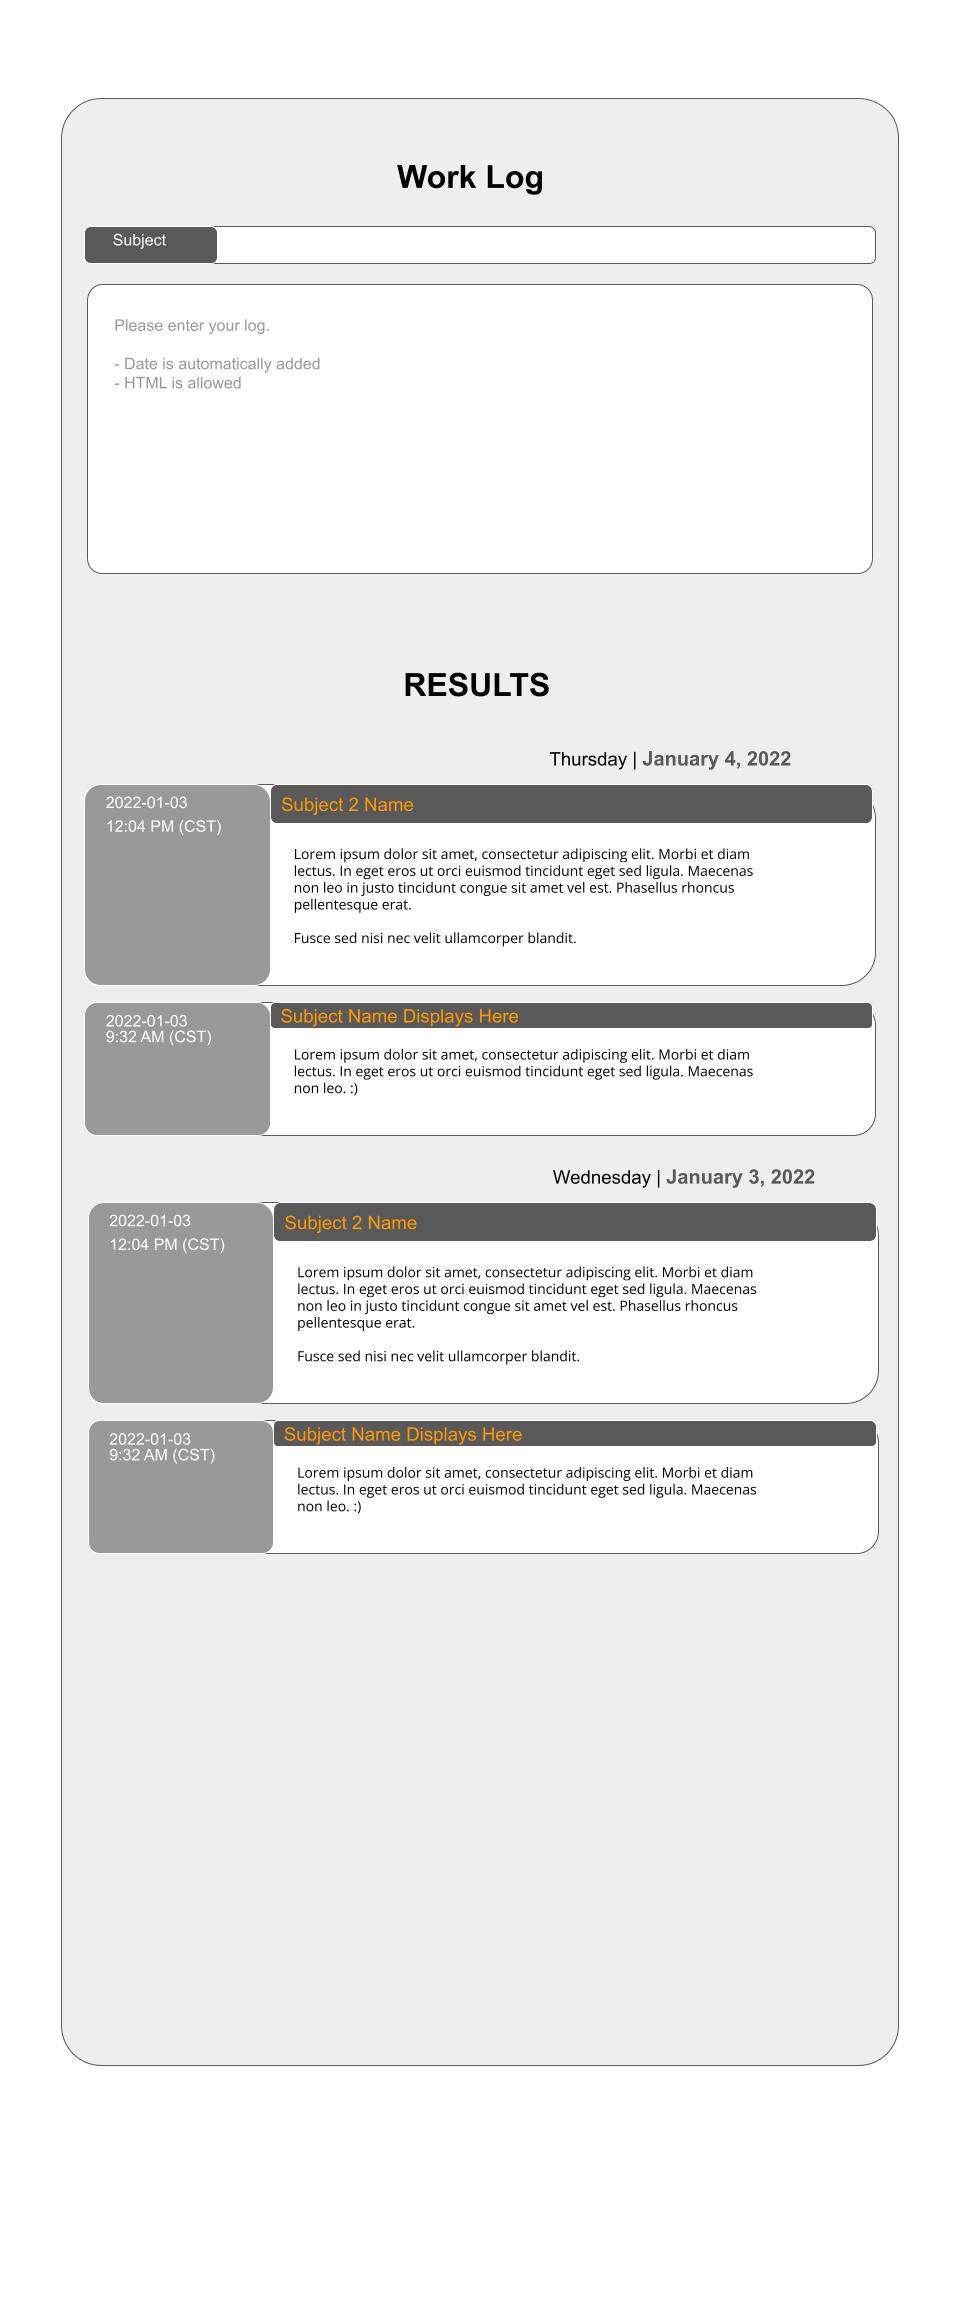 Work Log
Subject
Please enter your log.
- Date is automatically added
- HTML is allowed
RESULTS
Thursday | January 4, 2022
2022-01-03
12:04 PM (CST)
Subject 2 Name
Lorem ipsum dolor sit amet, consectetur adipiscing elit. Morbi et diam
lectus. In eget eros ut orci euismod tincidunt eget sed ligula. Maecenas
non leo in justo tincidunt congue sit amet vel est. Phasellus rhoncus
pellentesque erat.
Fusce sed nisi nec velit ullamcorper blandit.
2022-01-03
9:32 AM (CST)
Subject Name Displays Here
Lorem ipsum dolor sit amet, consectetur adipiscing elit. Morbi et diam
lectus. In eget eros ut orci euismod tincidunt eget sed ligula. Maecenas
non leo. :)
Wednesday | January 3, 2022
2022-01-03
12:04 PM (CST)
Subject 2 Name
Lorem ipsum dolor sit amet, consectetur adipiscing elit. Morbi et diam
lectus. In eget eros ut orci euismod tincidunt eget sed ligula. Maecenas
non leo in justo tincidunt congue sit amet vel est. Phasellus rhoncus
pellentesque erat.
Fusce sed nisi nec velit ullamcorper blandit.
2022-01-03
9:32 AM (CST)
Subject Name Displays Here
Lorem ipsum dolor sit amet, consectetur adipiscing elit. Morbi et diam
lectus. In eget eros ut orci euismod tincidunt eget sed ligula. Maecenas
non leo. :)